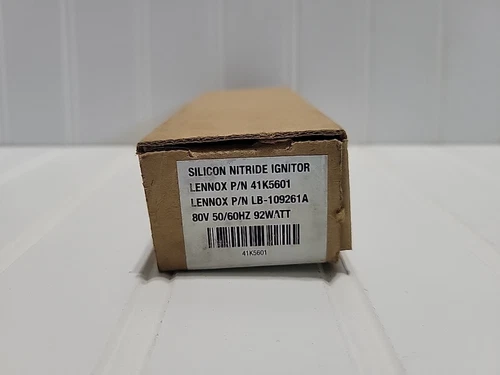 SILICON NITRIDE IGNITOR
LENNOX P/N 41K5601
LENNOX P/N LB-109261A
80V 50/60HZ 92WATT
41K5601